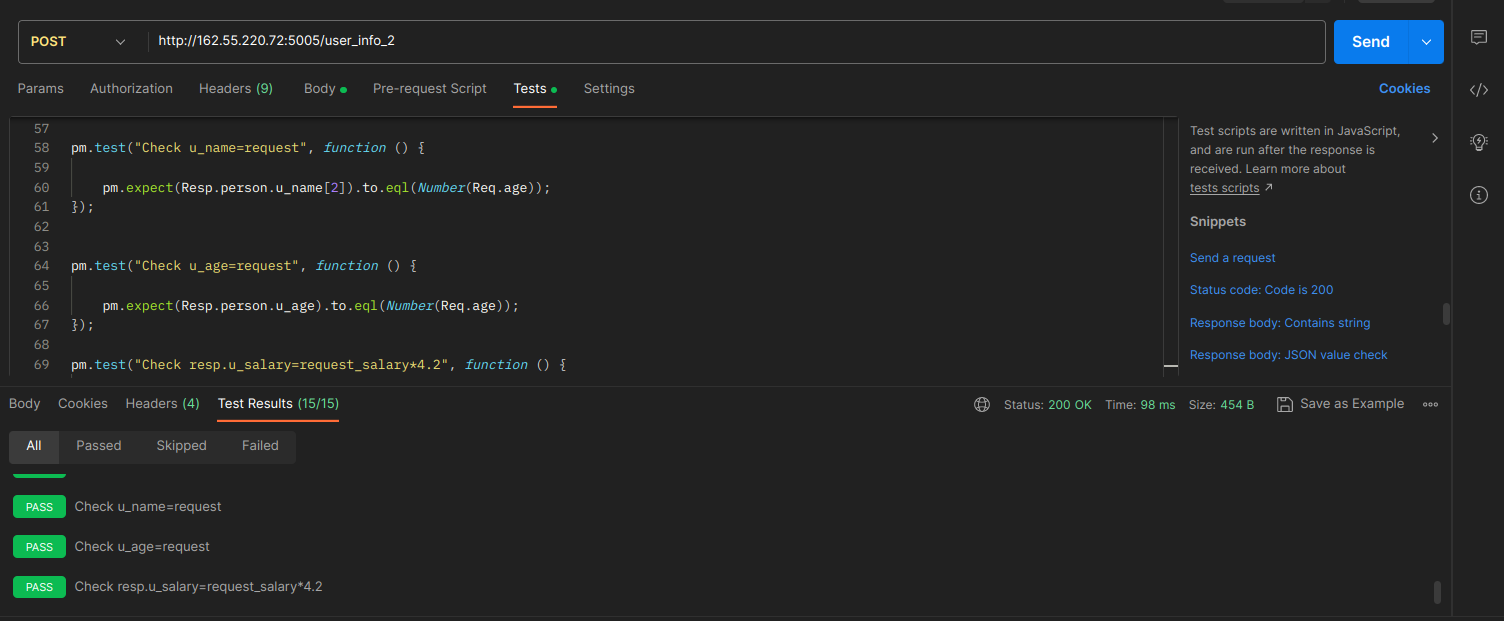 POST http://162.55.220.72:5005/user_info_2 Send
Params Authorization Headers (9) Body Pre-request Script Tests Settings Cookies
57
58 pm.test("Check u_name=request", function () {
59
60 pm.expect(Resp.person.u_name[2]).to.eql(Number(Req.age));
61 });
62
63
64 pm.test("Check u_age=request", function () {
65
66 pm.expect(Resp.person.u_age).to.eql(Number(Req.age));
67 });
68
69 pm.test("Check resp.u_salary=request_salary*4.2", function () {
Test scripts are written in JavaScript,
and are run after the response is
received. Learn more about
tests scripts ↗
Snippets
Send a request
Status code: Code is 200
Response body: Contains string
Response body: JSON value check
Body Cookies Headers (4) Test Results (15/15) Status: 200 OK Time: 98 ms Size: 454 B Save as Example
All Passed Skipped Failed
PASS Check u_name=request
PASS Check u_age=request
PASS Check resp.u_salary=request_salary*4.2